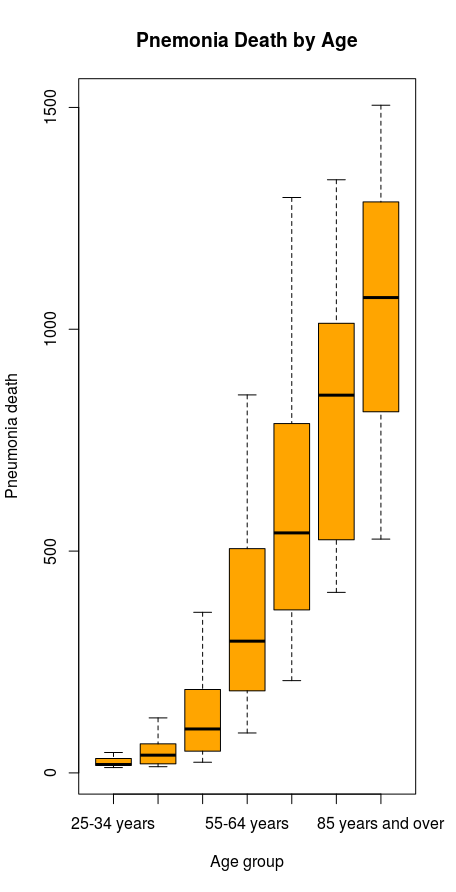 Pnemonia Death by Age
1500
1000
500
0
Pneumonia death
25-34 years 55-64 years 85 years and over
Age group